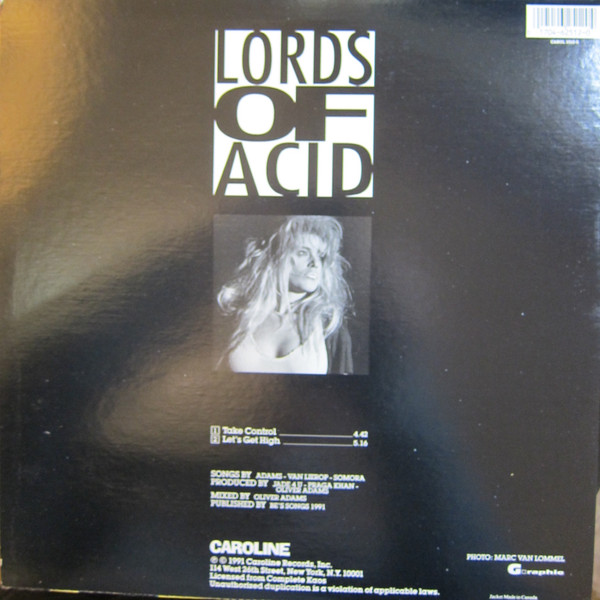 LORDS
OF
ACID
1 Take Control 4.42
2 Let's Get High 5.16
SONGS BY ADAMS - VAN LIEROP - SOMORA
PRODUCED BY JADE 4 U - PRAGA KHAN -
OLIVER ADAMS
MIXED BY OLIVER ADAMS
PUBLISHED BY BE'S SONGS 1991
CAROLINE
℗ © 1991 Caroline Records, Inc.
114 West 26th Street, New York, N.Y. 10001
Licensed from Complete Kaos
Unauthorized duplication is a violation of applicable laws.
PHOTO: MARC VAN LOMMEL
Graphic
Jacket Made in Canada